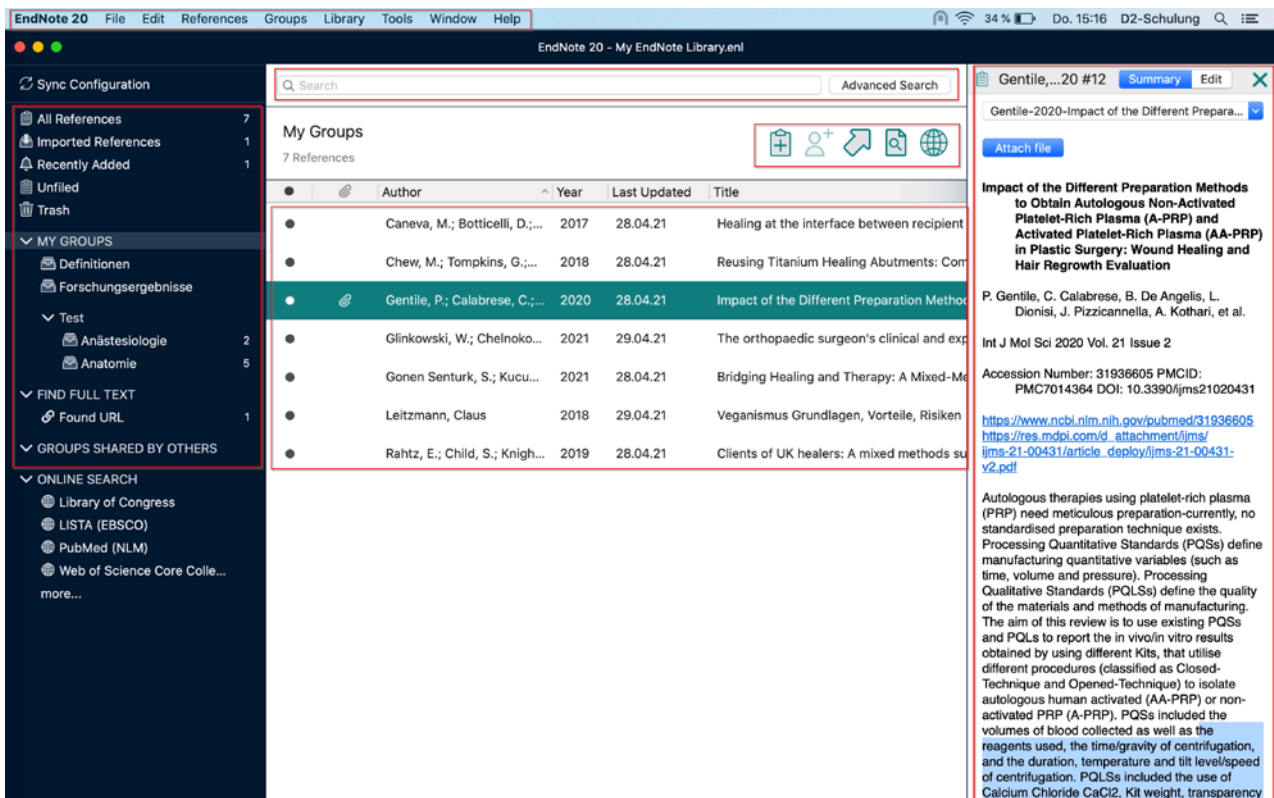 EndNote 20 File Edit References Groups Library Tools Window Help 34 % Do. 15:16 D2-Schulung
EndNote 20 - My EndNote Library.enl
Sync Configuration
All References 7
Imported References 1
Recently Added 1
Unfiled
Trash
MY GROUPS
Definitionen
Forschungsergebnisse
Test
Anästesiologie 2
Anatomie 5
FIND FULL TEXT
Found URL 1
GROUPS SHARED BY OTHERS
ONLINE SEARCH
Library of Congress
LISTA (EBSCO)
PubMed (NLM)
Web of Science Core Colle...
more...
Search Advanced Search
My Groups
7 References
Author Year Last Updated Title
Caneva, M.; Botticelli, D.;... 2017 28.04.21 Healing at the interface between recipient
Chew, M.; Tompkins, G.;... 2018 28.04.21 Reusing Titanium Healing Abutments: Com
Gentile, P.; Calabrese, C.;... 2020 28.04.21 Impact of the Different Preparation Method
Glinkowski, W.; Chelnoko... 2021 29.04.21 The orthopaedic surgeon's clinical and exp
Gonen Senturk, S.; Kucu... 2021 28.04.21 Bridging Healing and Therapy: A Mixed-Me
Leitzmann, Claus 2018 29.04.21 Veganismus Grundlagen, Vorteile, Risiken
Rahtz, E.; Child, S.; Knigh... 2019 28.04.21 Clients of UK healers: A mixed methods su
Gentile,...20 #12 Summary Edit
Gentile-2020-Impact of the Different Prepara...
Attach file
Impact of the Different Preparation Methods
to Obtain Autologous Non-Activated
Platelet-Rich Plasma (A-PRP) and
Activated Platelet-Rich Plasma (AA-PRP)
in Plastic Surgery: Wound Healing and
Hair Regrowth Evaluation
P. Gentile, C. Calabrese, B. De Angelis, L.
Dionisi, J. Pizzicannella, A. Kothari, et al.
Int J Mol Sci 2020 Vol. 21 Issue 2
Accession Number: 31936605 PMCID:
PMC7014364 DOI: 10.3390/ijms21020431
https://www.ncbi.nlm.nih.gov/pubmed/31936605
https://res.mdpi.com/d_attachment/ijms/
ijms-21-00431/article_deploy/ijms-21-00431-
v2.pdf
Autologous therapies using platelet-rich plasma
(PRP) need meticulous preparation-currently, no
standardised preparation technique exists.
Processing Quantitative Standards (PQSs) define
manufacturing quantitative variables (such as
time, volume and pressure). Processing
Qualitative Standards (PQLSs) define the quality
of the materials and methods of manufacturing.
The aim of this review is to use existing PQSs
and PQLs to report the in vivo/in vitro results
obtained by using different Kits, that utilise
different procedures (classified as Closed-
Technique and Opened-Technique) to isolate
autologous human activated (AA-PRP) or non-
activated PRP (A-PRP). PQSs included the
volumes of blood collected as well as the
reagents used, the time/gravity of centrifugation,
and the duration, temperature and tilt level/speed
of centrifugation. PQLSs included the use of
Calcium Chloride CaCl2, Kit weight, transparency